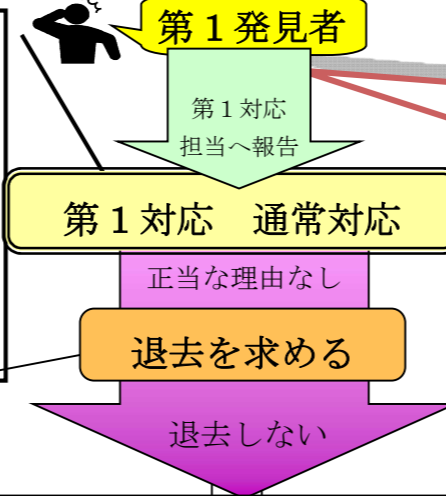 第１発見者
第１対応
担当へ報告
第１対応　通常対応
正当な理由なし
退去を求める
退去しない